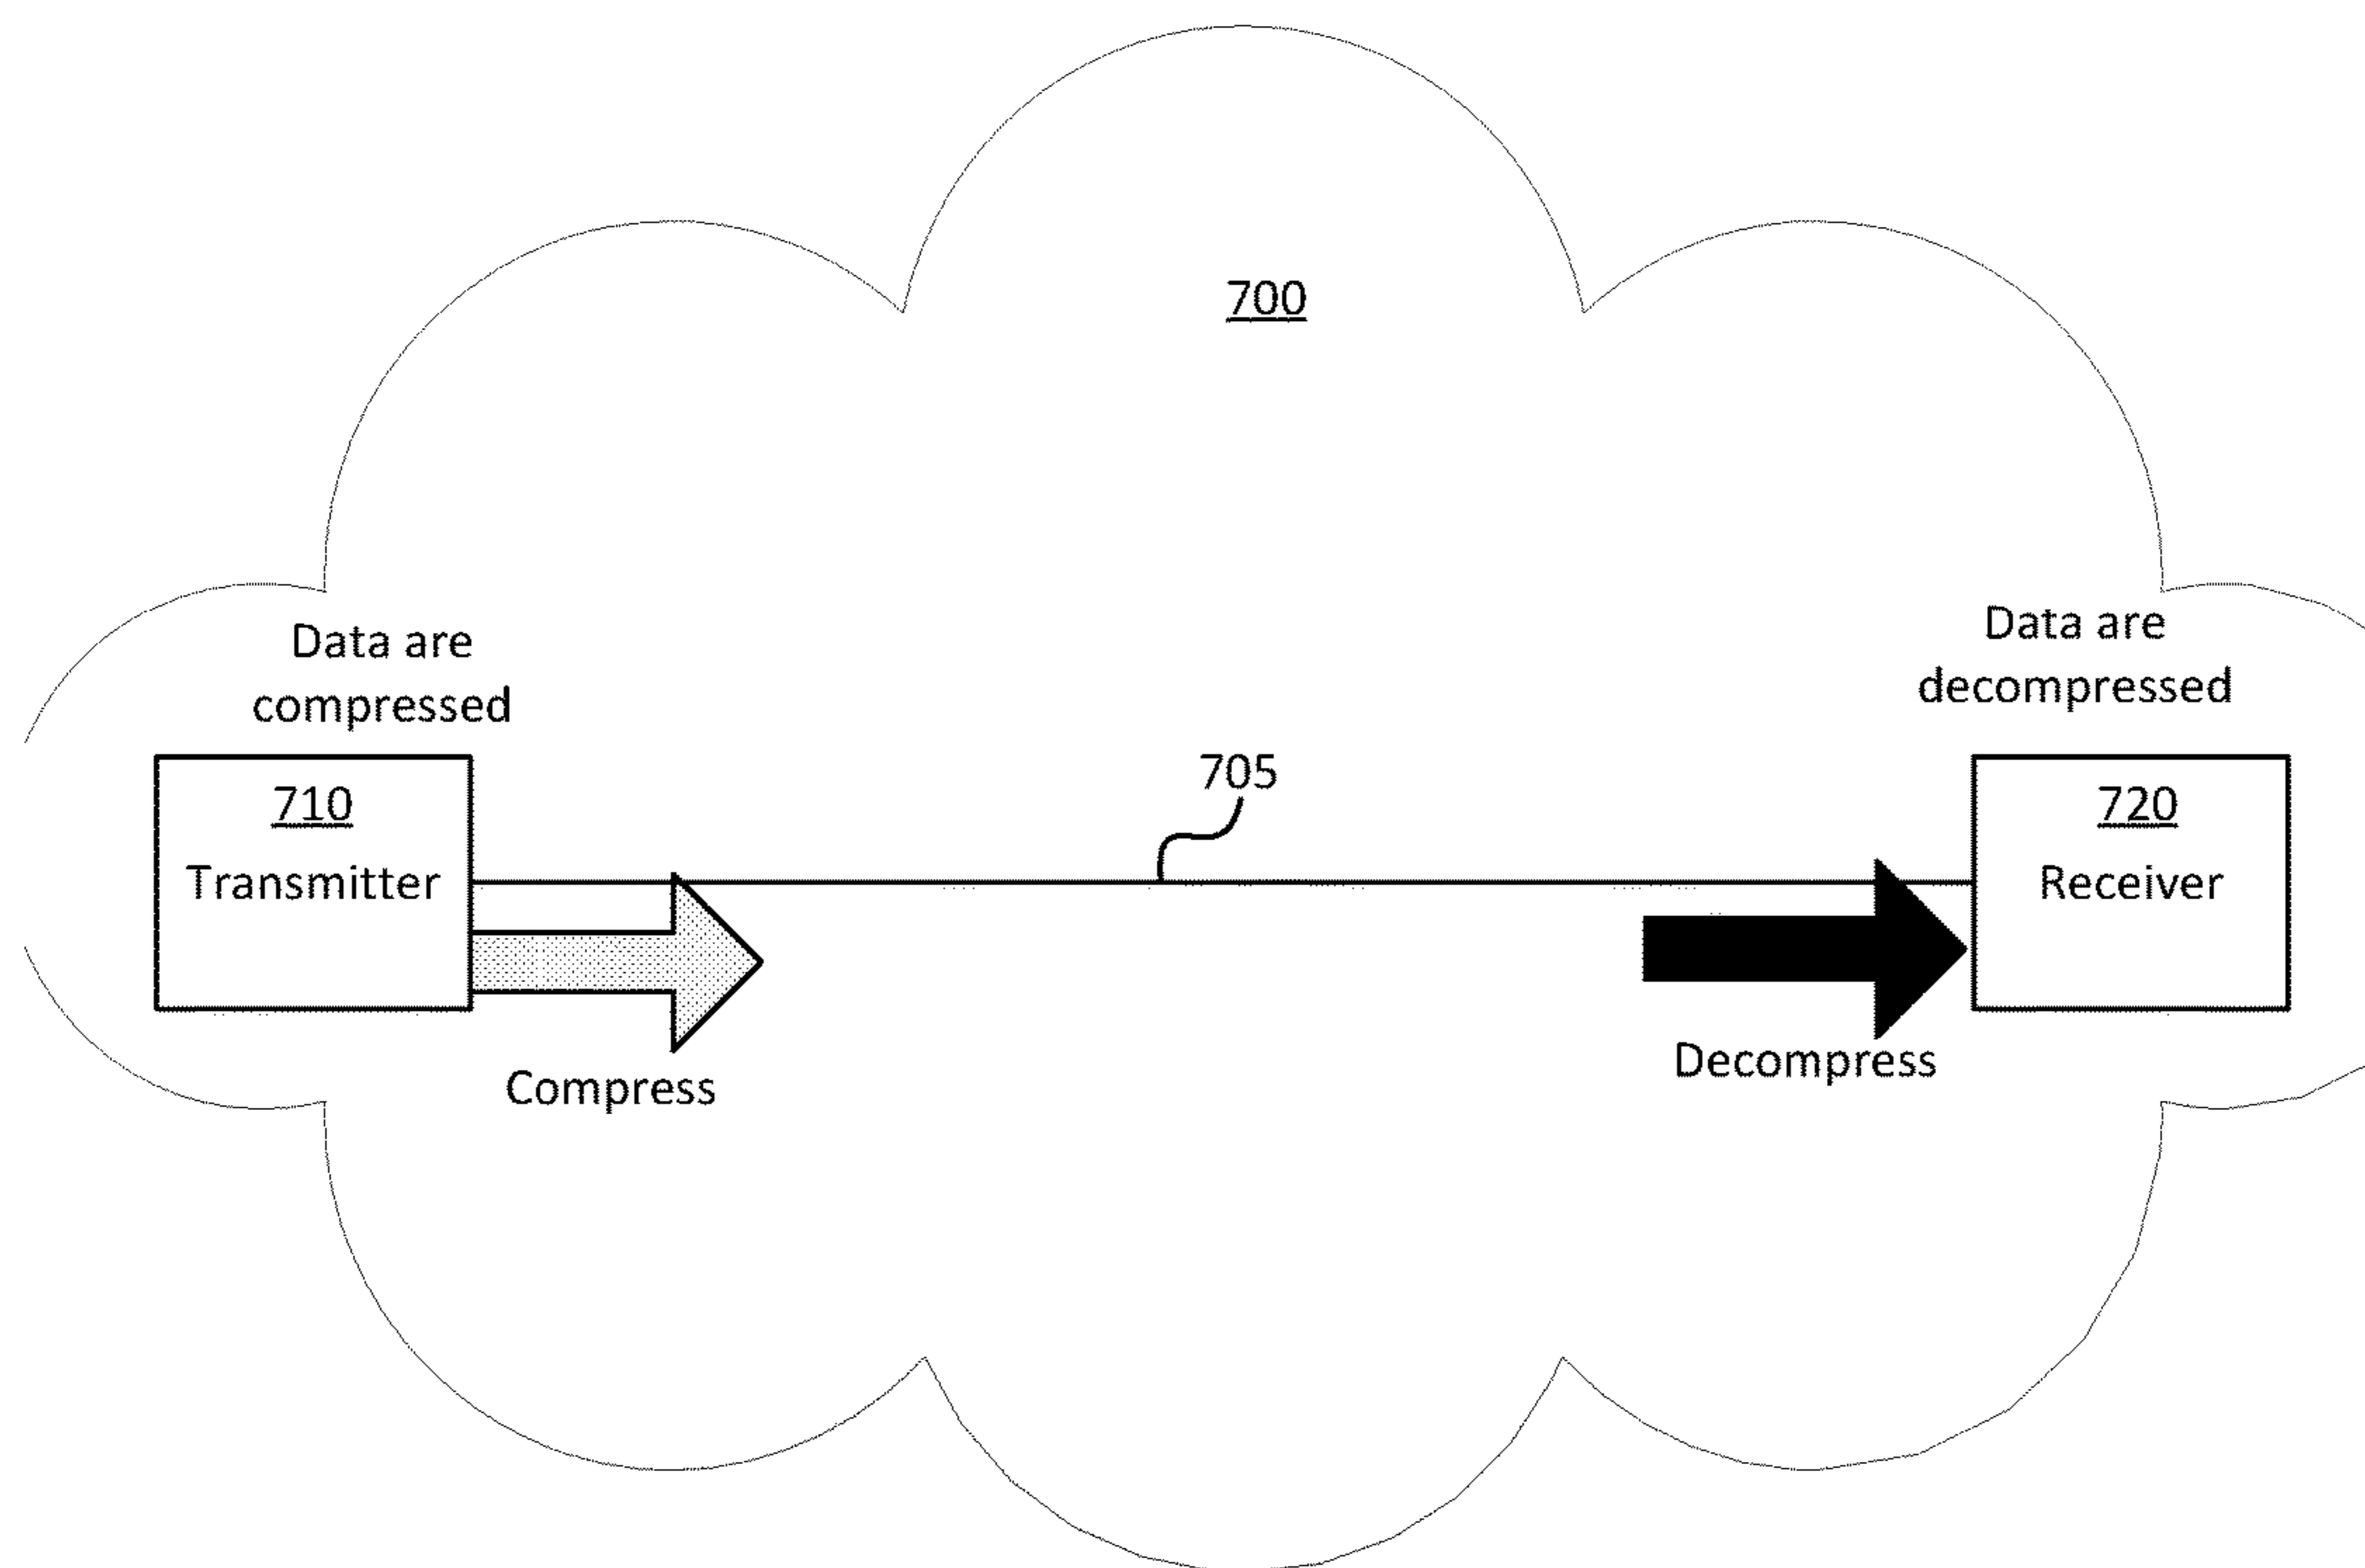 700
Data are
compressed
Data are
decompressed
705
710
Transmitter
720
Receiver
Compress
Decompress